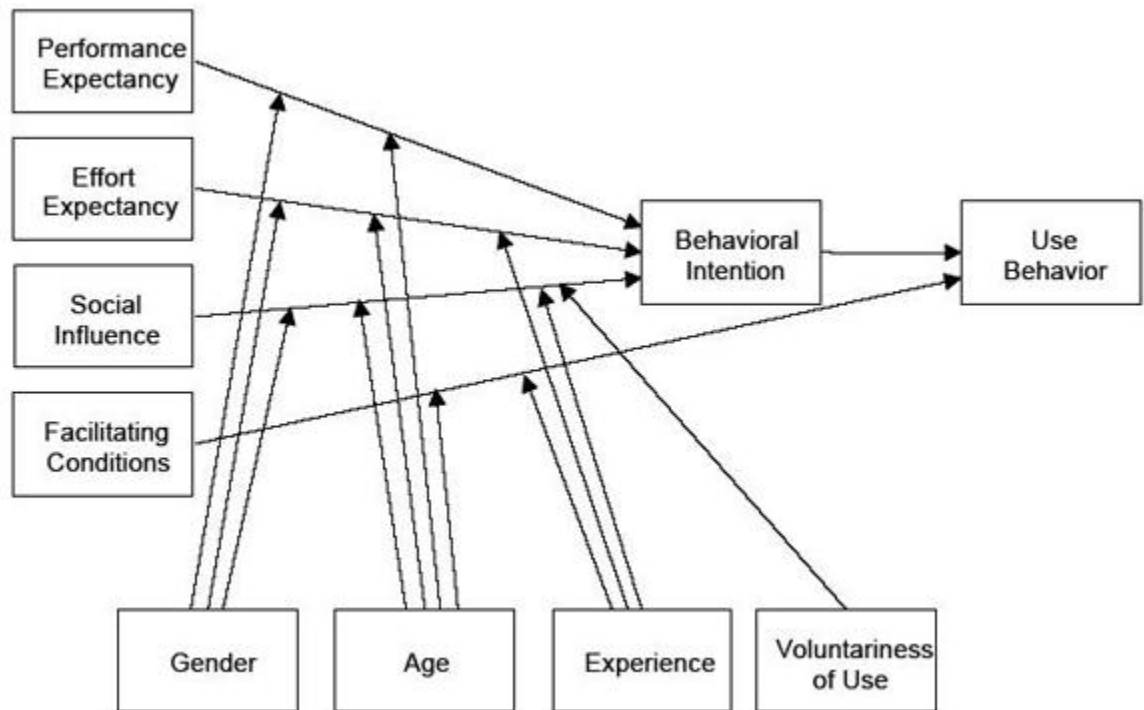 Performance
Expectancy
Effort
Expectancy
Social
Influence
Facilitating
Conditions
Behavioral
Intention
Use
Behavior
Gender
Age
Experience
Voluntariness
of Use